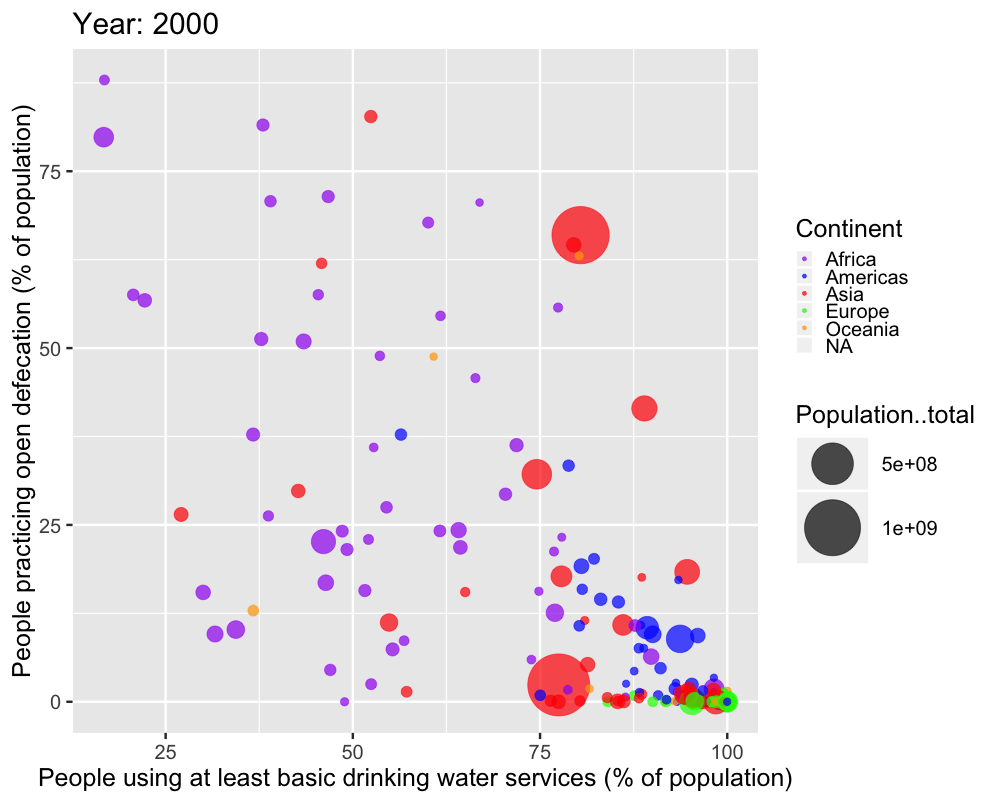 Year: 2000
People practicing open defecation (% of population)
75
50
25
0
25
50
75
100
People using at least basic drinking water services (% of population)
Continent
Africa
Americas
Asia
Europe
Oceania
NA
Population..total
5e+08
1e+09